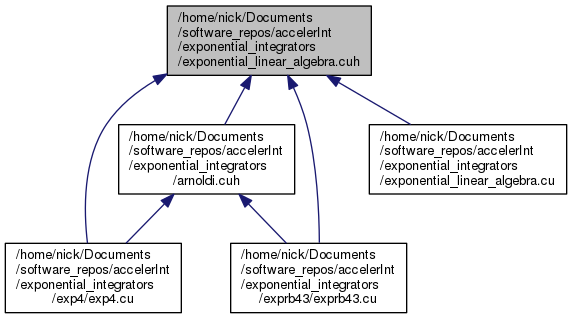 /home/nick/Documents
/software_repos/accelerInt
/exponential_integrators
/exponential_linear_algebra.cuh
/home/nick/Documents
/software_repos/accelerInt
/exponential_integrators
/arnoldi.cuh
/home/nick/Documents
/software_repos/accelerInt
/exponential_integrators
/exponential_linear_algebra.cu
/home/nick/Documents
/software_repos/accelerInt
/exponential_integrators
/exp4/exp4.cu
/home/nick/Documents
/software_repos/accelerInt
/exponential_integrators
/exprb43/exprb43.cu